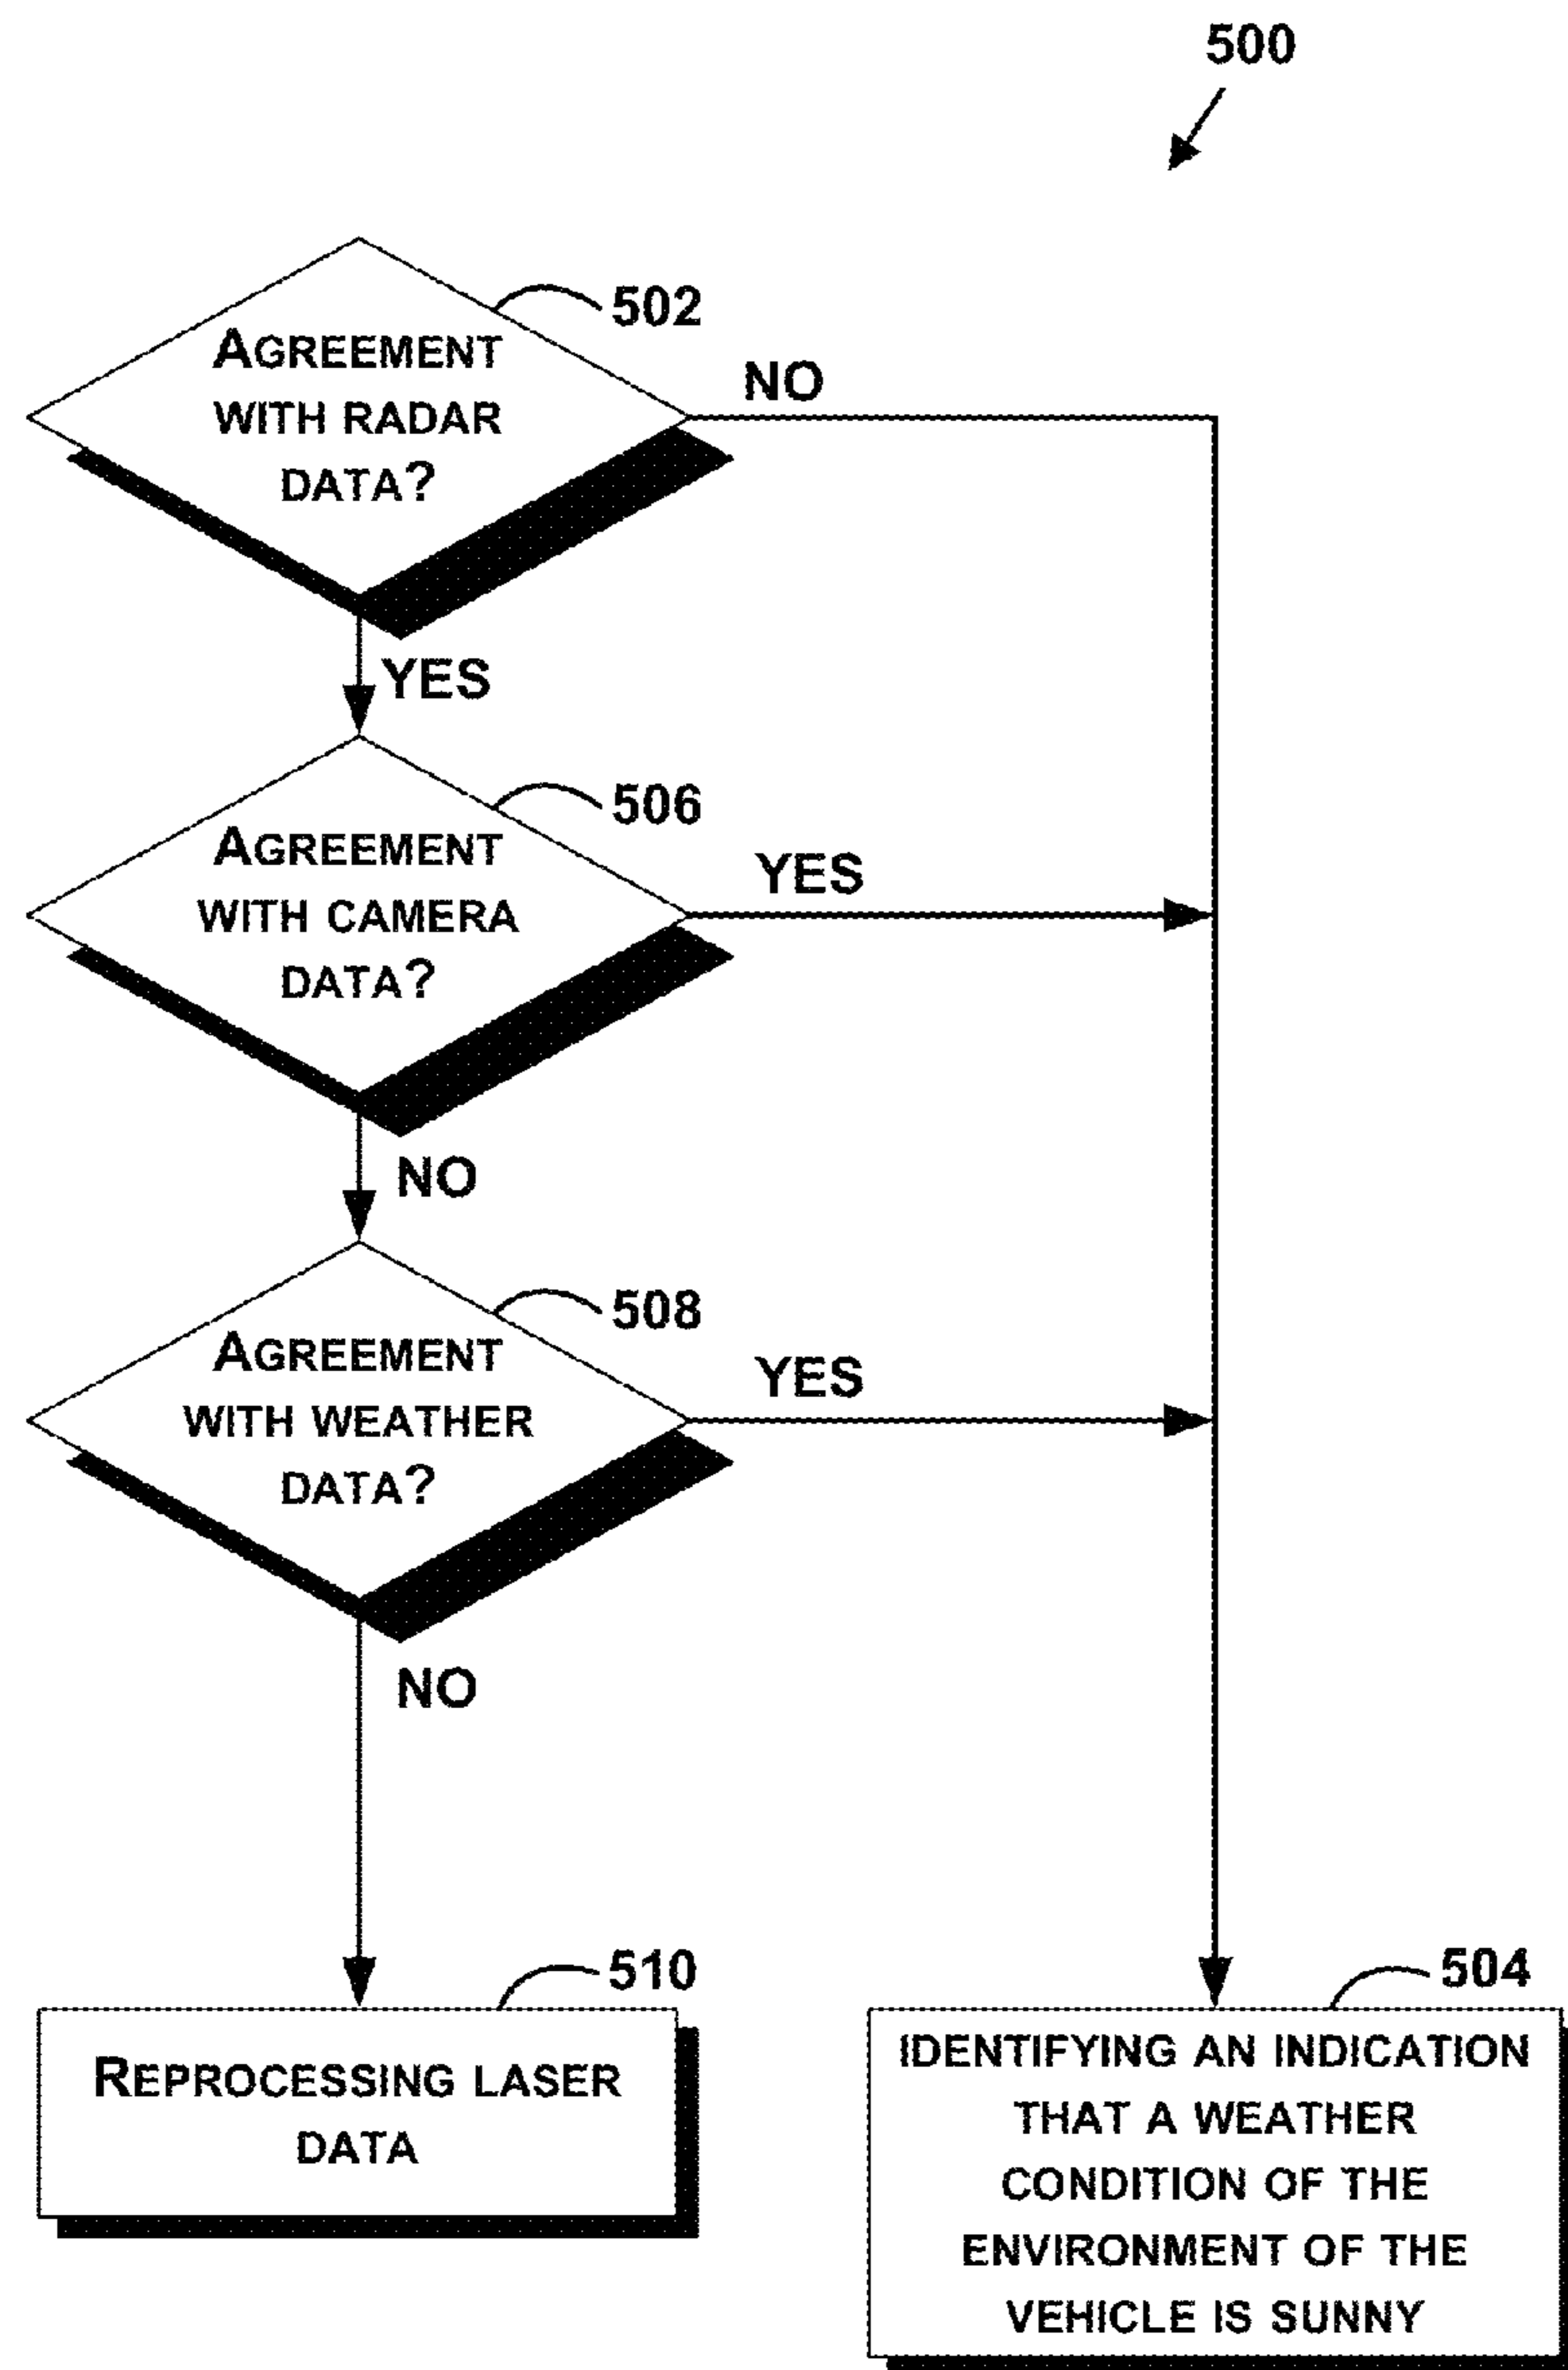 500
502
AGREEMENT
WITH RADAR
DATA?
NO
YES
506
AGREEMENT
WITH CAMERA
DATA?
YES
NO
508
AGREEMENT
WITH WEATHER
DATA?
YES
NO
510
REPROCESSING LASER
DATA
504
IDENTIFYING AN INDICATION
THAT A WEATHER
CONDITION OF THE
ENVIRONMENT OF THE
VEHICLE IS SUNNY